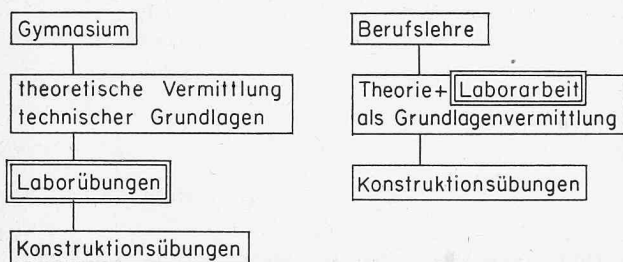 Gymnasium
theoretische Vermittlung
technischer Grundlagen
Laborübungen
Konstruktionsübungen
Berufslehre
Theorie+ Laborarbeit
als Grundlagenvermittlung
Konstruktionsübungen